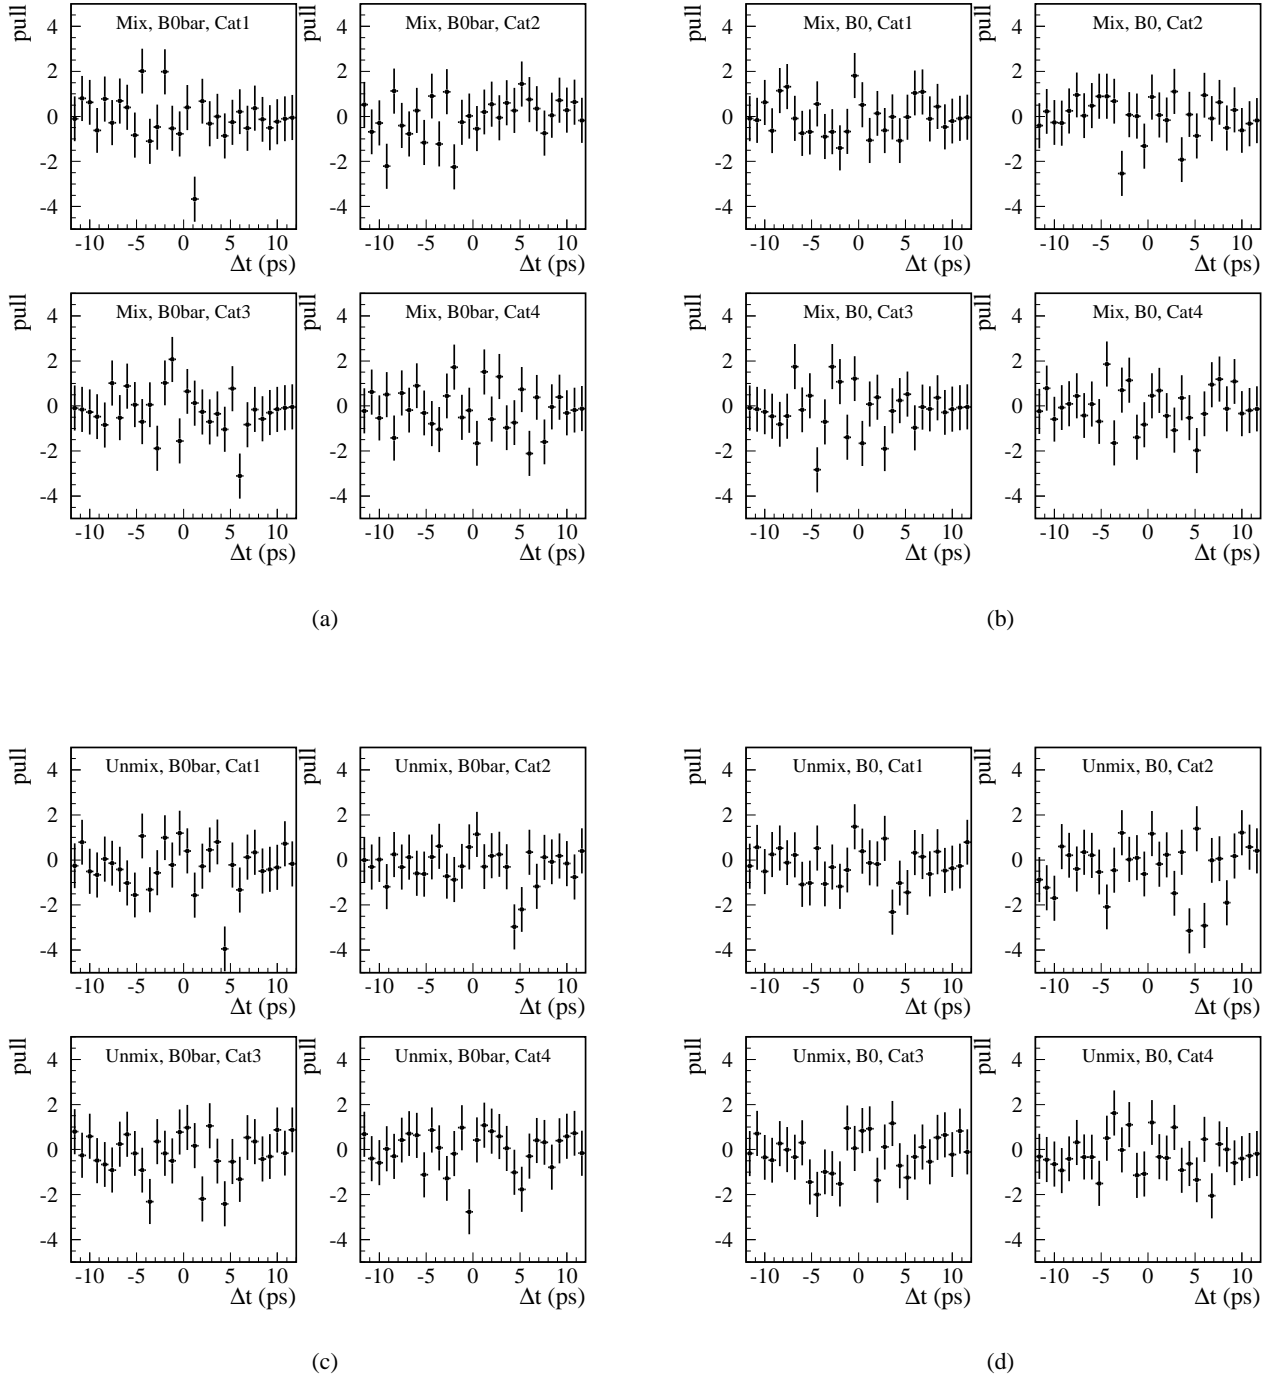 pull
Mix, B0bar, Cat1
4
2
0
-2
-4
-10 -5 0 5 10
Δt (ps)
pull
Mix, B0bar, Cat2
4
2
0
-2
-4
-10 -5 0 5 10
Δt (ps)
pull
Mix, B0bar, Cat3
4
2
0
-2
-4
-10 -5 0 5 10
Δt (ps)
pull
Mix, B0bar, Cat4
4
2
0
-2
-4
-10 -5 0 5 10
Δt (ps)
(a)
pull
Mix, B0, Cat1
4
2
0
-2
-4
-10 -5 0 5 10
Δt (ps)
pull
Mix, B0, Cat2
4
2
0
-2
-4
-10 -5 0 5 10
Δt (ps)
pull
Mix, B0, Cat3
4
2
0
-2
-4
-10 -5 0 5 10
Δt (ps)
pull
Mix, B0, Cat4
4
2
0
-2
-4
-10 -5 0 5 10
Δt (ps)
(b)
pull
Unmix, B0bar, Cat1
4
2
0
-2
-4
-10 -5 0 5 10
Δt (ps)
pull
Unmix, B0bar, Cat2
4
2
0
-2
-4
-10 -5 0 5 10
Δt (ps)
pull
Unmix, B0bar, Cat3
4
2
0
-2
-4
-10 -5 0 5 10
Δt (ps)
pull
Unmix, B0bar, Cat4
4
2
0
-2
-4
-10 -5 0 5 10
Δt (ps)
(c)
pull
Unmix, B0, Cat1
4
2
0
-2
-4
-10 -5 0 5 10
Δt (ps)
pull
Unmix, B0, Cat2
4
2
0
-2
-4
-10 -5 0 5 10
Δt (ps)
pull
Unmix, B0, Cat3
4
2
0
-2
-4
-10 -5 0 5 10
Δt (ps)
pull
Unmix, B0, Cat4
4
2
0
-2
-4
-10 -5 0 5 10
Δt (ps)
(d)